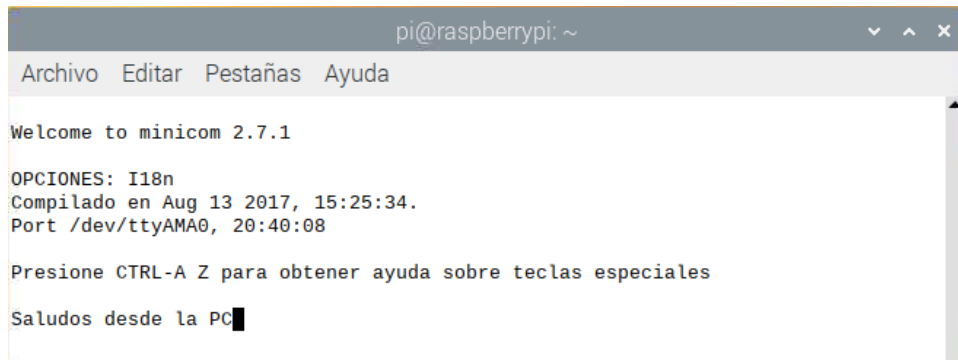 pi@raspberrypi: ~
Archivo Editar Pestañas Ayuda
Welcome to minicom 2.7.1
OPCIONES: I18n
Compilado en Aug 13 2017, 15:25:34.
Port /dev/ttyAMA0, 20:40:08
Presione CTRL-A Z para obtener ayuda sobre teclas especiales
Saludos desde la PC